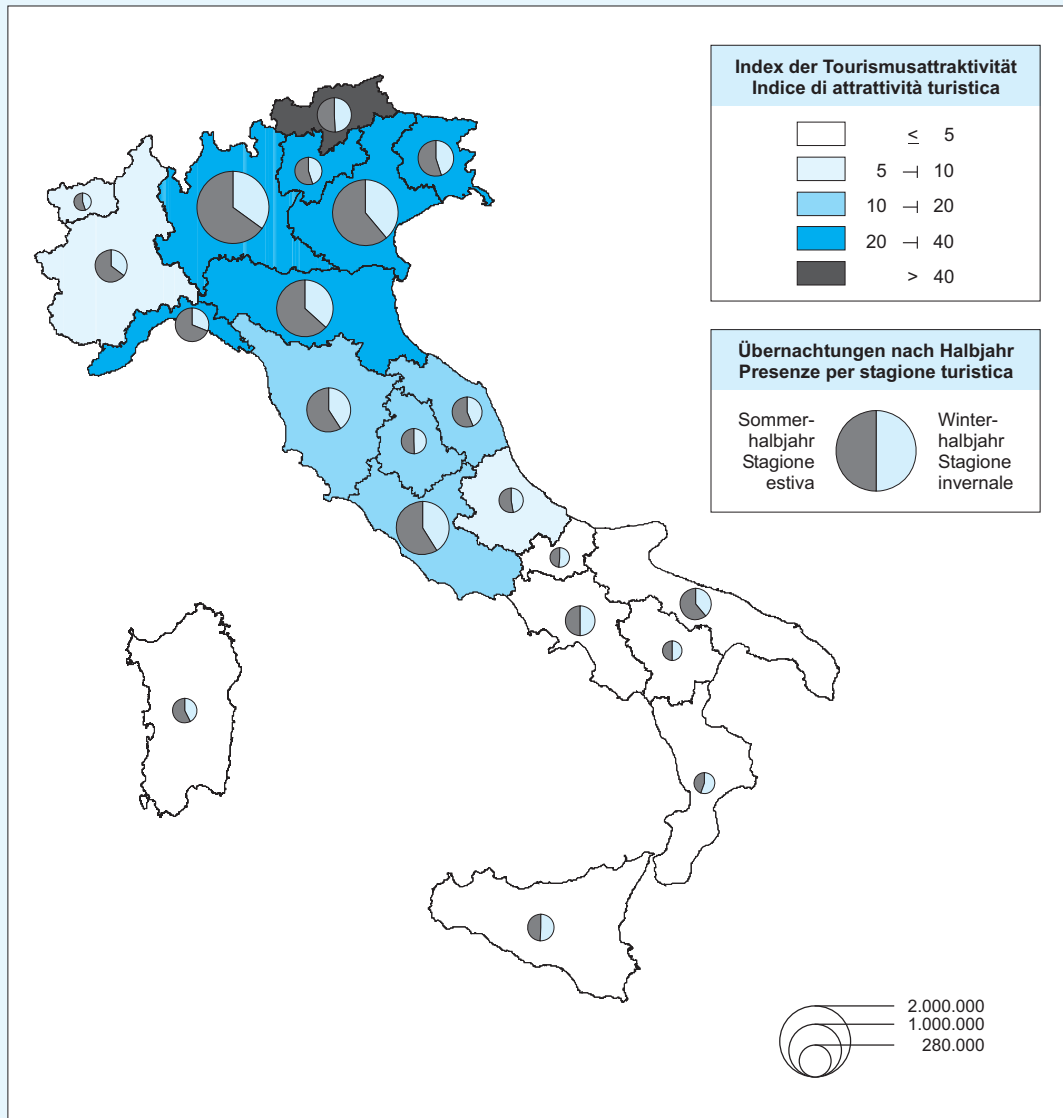 Index der Tourismusattraktivität
Indice di attrattività turistica
≤ 5
5 ⊣ 10
10 ⊣ 20
20 ⊣ 40
> 40
Übernachtungen nach Halbjahr
Presenze per stagione turistica
Sommer-
halbjahr
Stagione
estiva
Winter-
halbjahr
Stagione
invernale
2.000.000
1.000.000
280.000